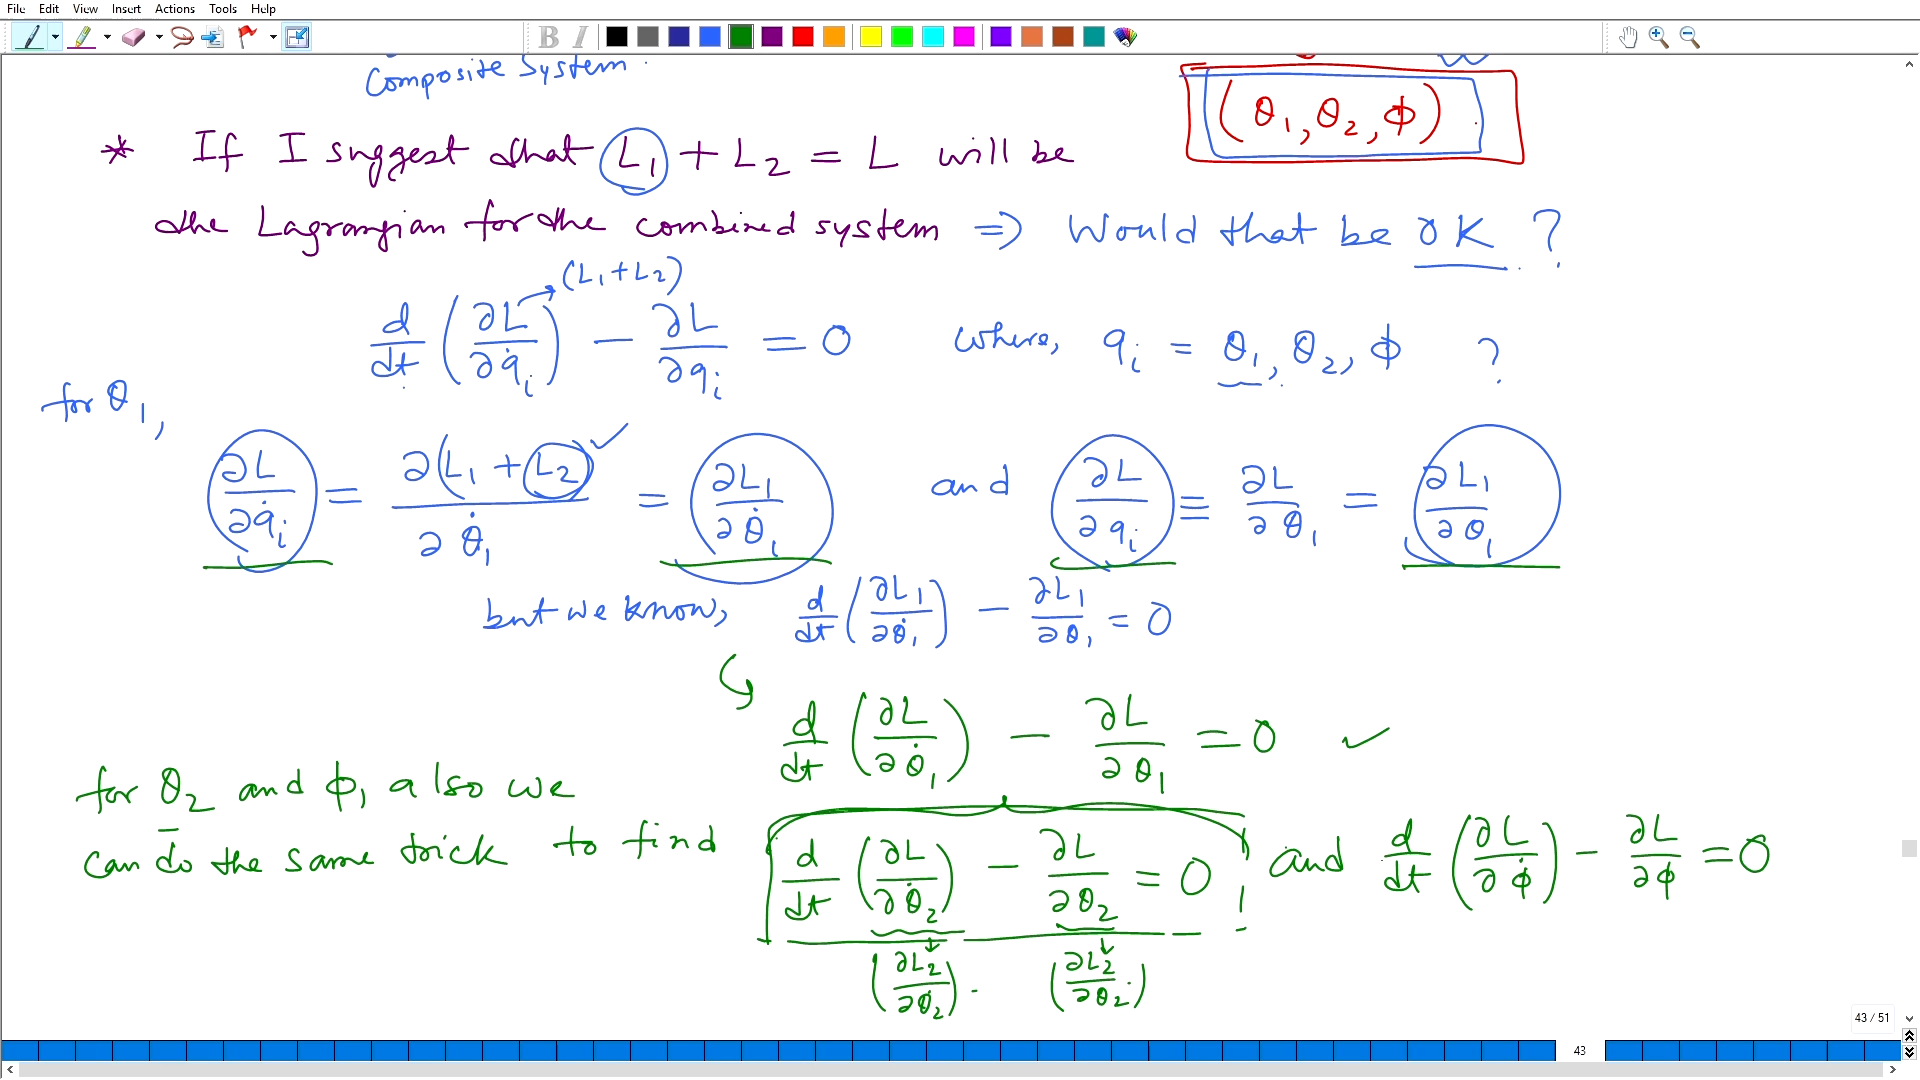 File Edit View Insert Actions Tools Help
Composite System.
(θ₁, θ₂, ϕ)
* If I suggest that L₁ + L₂ = L will be
the Lagrangian for the combined system ⇒ Would that be OK ?
(L₁+L₂)
d/dt (∂L/∂q̇ᵢ) − ∂L/∂qᵢ = 0 where, qᵢ = θ₁, θ₂, ϕ ?
for θ₁,
∂L/∂q̇ᵢ = ∂(L₁ + L₂)/∂θ̇₁ = ∂L₁/∂θ̇₁ and ∂L/∂qᵢ ≡ ∂L/∂θ₁ = ∂L₁/∂θ₁
but we know, d/dt (∂L₁/∂θ̇₁) − ∂L₁/∂θ₁ = 0
d/dt (∂L/∂θ̇₁) − ∂L/∂θ₁ = 0 ✓
for θ₂ and ϕ, also we
can do the same trick to find d/dt (∂L/∂θ̇₂) − ∂L/∂θ₂ = 0 and d/dt (∂L/∂ϕ̇) − ∂L/∂ϕ = 0
(∂L₂/∂θ̇₂) (∂L₂/∂θ₂)
43 / 51
43